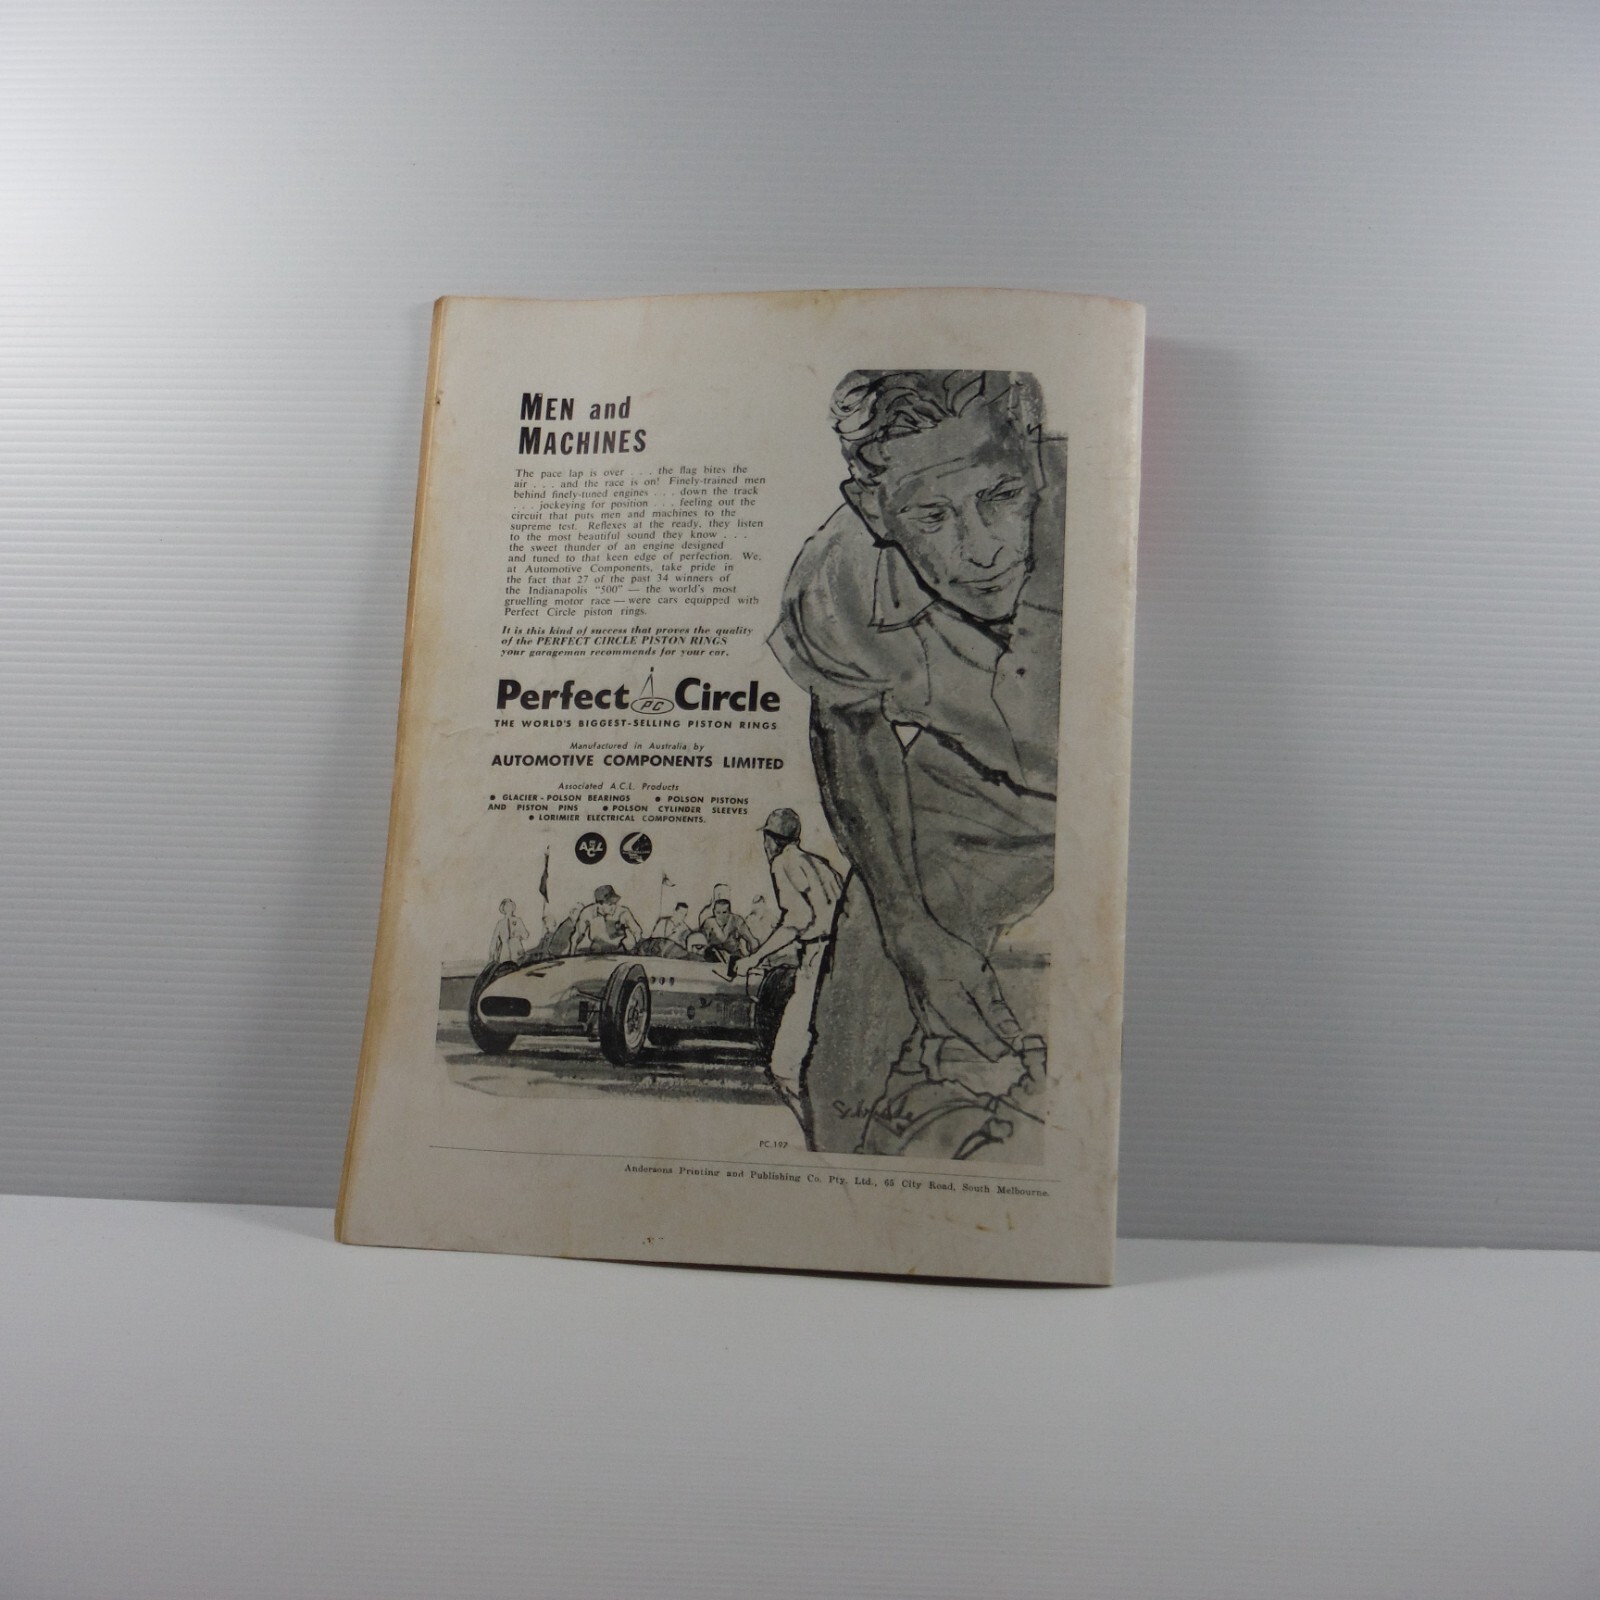 MEN and
MACHINES
The pace lap is over . . . the flag bites the
air . . . and the race is on! Finely-trained men
behind finely-tuned engines . . . down the track
. . . jockeying for position . . . feeling out the
circuit that puts men and machines to the
supreme test. Reflexes at the ready, they listen
to the most beautiful sound they know . . .
the sweet thunder of an engine designed
and tuned to that keen edge of perfection. We,
at Automotive Components, take pride in
the fact that 27 of the past 34 winners of
the Indianapolis "500" — the world's most
gruelling motor race — were cars equipped with
Perfect Circle piston rings.
It is this kind of success that proves the quality
of the PERFECT CIRCLE PISTON RINGS
your garageman recommends for your car.
Perfect PC Circle
THE WORLD'S BIGGEST-SELLING PISTON RINGS
Manufactured in Australia by
AUTOMOTIVE COMPONENTS LIMITED
Associated A.C.L. Products
● GLACIER - POLSON BEARINGS ● POLSON PISTONS
AND PISTON PINS ● POLSON CYLINDER SLEEVES
● LORIMIER ELECTRICAL COMPONENTS.
ACL
PC.197
Andersons Printing and Publishing Co. Pty. Ltd., 65 City Road, South Melbourne.